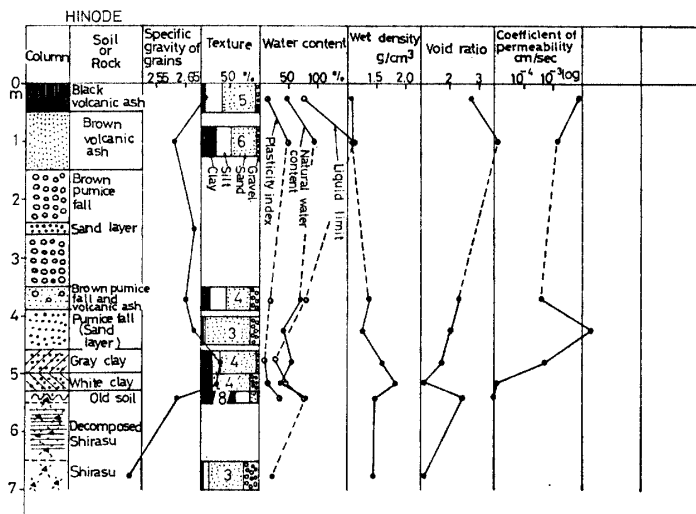 HINODE
Column
Soil or Rock
Specific gravity of grains
2.55 2.6 .65
Texture
50 %
Water content
50 100 %
Wet density g/cm³
1.5 2
Void ratio
2 3
Coefficient of permeability cm/sec
10⁻⁴ 10⁻³ log
0
m
Black volcanic ash
5
Brown volcanic ash
1
6
Clay
Silt
Sand
Gravel
Plasticity index
Natural water content
Liquid limit
Brown pumice fall
2
Sand layer
3
Brown pumice fall and volcanic ash
4
4
Pumice fall (Sand layer)
3
Gray clay
4
5
White clay
4
Old soil
8
Decomposed Shirasu
6
Shirasu
3
7